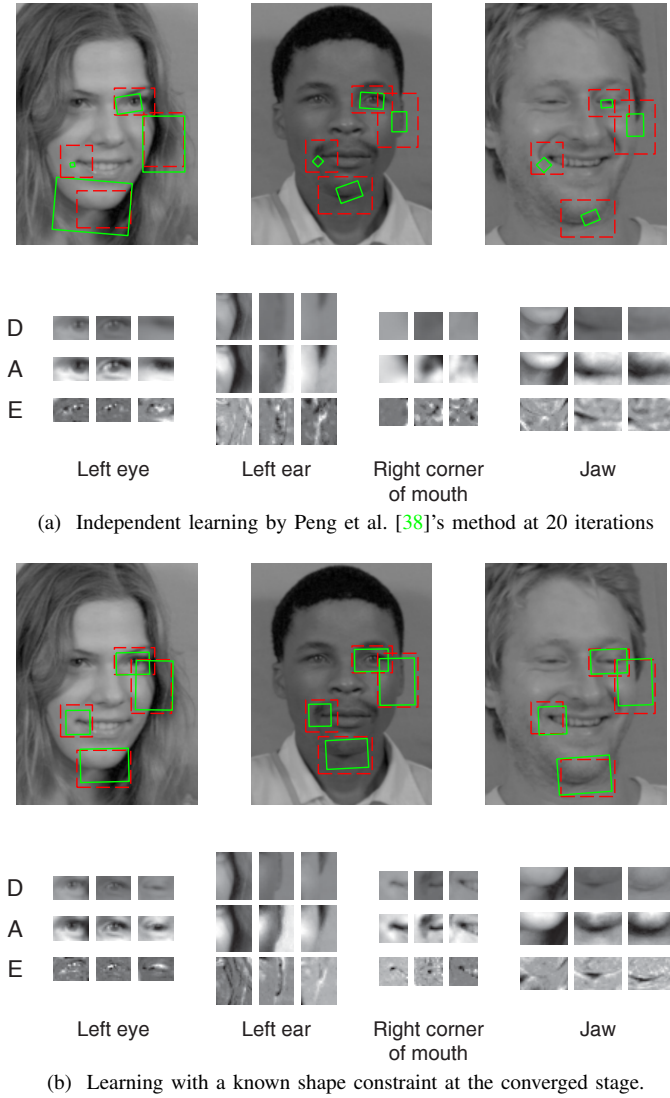 D
A
E
Left eye
Left ear
Right corner
of mouth
Jaw
(a) Independent learning by Peng et al. [38]'s method at 20 iterations
D
A
E
Left eye
Left ear
Right corner
of mouth
Jaw
(b) Learning with a known shape constraint at the converged stage.